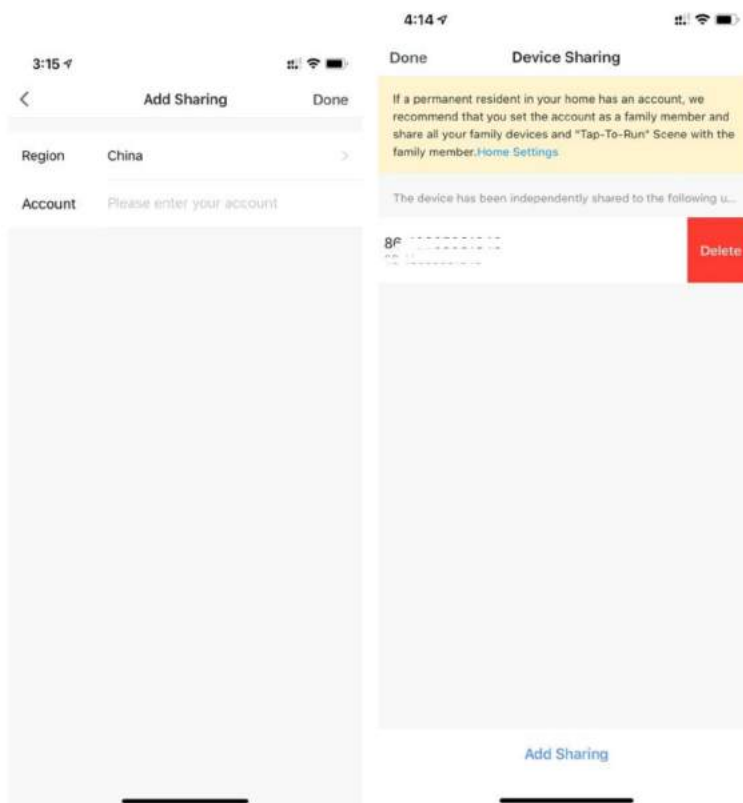 3:15
Add Sharing
Done
Region China
Account Please enter your account
4:14
Done
Device Sharing
If a permanent resident in your home has an account, we
recommend that you set the account as a family member and
share all your family devices and "Tap-To-Run" Scene with the
family member.Home Settings
The device has been independently shared to the following u...
86
Delete
Add Sharing